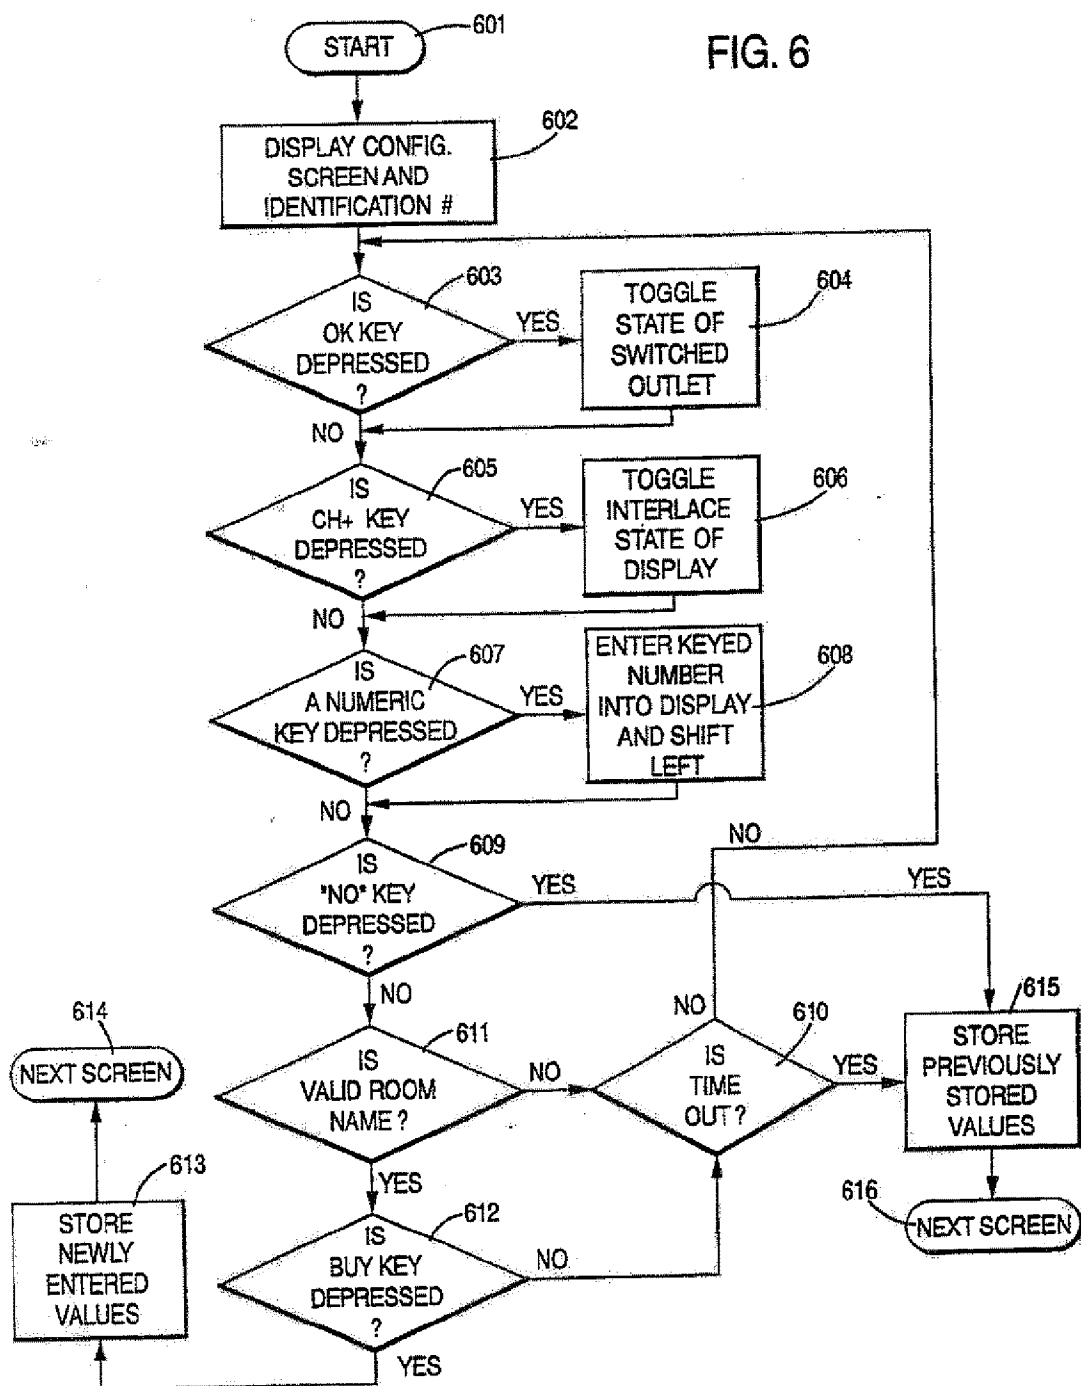 FIG. 6
601
START
602
DISPLAY CONFIG.
SCREEN AND
IDENTIFICATION #
603
IS
OK KEY
DEPRESSED
?
YES
604
TOGGLE
STATE OF
SWITCHED
OUTLET
NO
605
IS
CH+ KEY
DEPRESSED
?
YES
606
TOGGLE
INTERLACE
STATE OF
DISPLAY
NO
607
IS
A NUMERIC
KEY DEPRESSED
?
YES
608
ENTER KEYED
NUMBER
INTO DISPLAY
AND SHIFT
LEFT
NO
NO
609
IS
"NO" KEY
DEPRESSED
?
YES
YES
NO
611
IS
VALID ROOM
NAME ?
NO
NO
610
IS
TIME
OUT ?
YES
615
STORE
PREVIOUSLY
STORED
VALUES
616
NEXT SCREEN
YES
612
IS
BUY KEY
DEPRESSED
?
NO
YES
613
STORE
NEWLY
ENTERED
VALUES
614
NEXT SCREEN